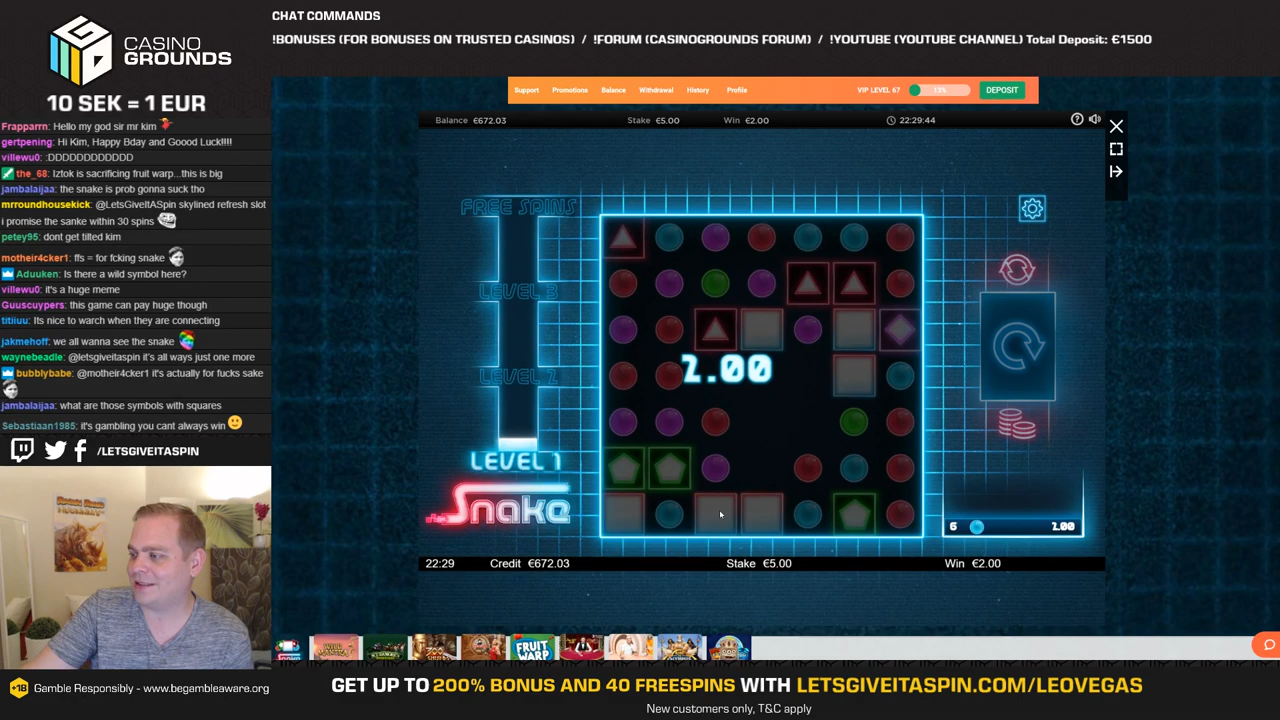 CHAT COMMANDS
!BONUSES (FOR BONUSES ON TRUSTED CASINOS) / !FORUM (CASINOGROUNDS FORUM) / !YOUTUBE (YOUTUBE CHANNEL) Total Deposit: €1500
CASINO
GROUNDS
10 SEK = 1 EUR
Support Promotions Balance Withdrawal History Profile VIP LEVEL 67 13% DEPOSIT
Balance €672.03 Stake €5.00 Win €2.00 22:29:44
Frapparrn: Hello my god sir mr kim
gertpening: Hi Kim, Happy Bday and Goood Luck!!!!
villewu0: :DDDDDDDDDDDD
the_68: Iztok is sacrificing fruit warp...this is big
jambalaijaa: the snake is prob gonna suck tho
mrroundhousekick: @LetsGiveItASpin skylined refresh slot
i promise the sanke within 30 spins
petey95: dont get tilted kim
motheir4cker1: ffs = for fcking snake
Aduuken: Is there a wild symbol here?
villewu0: it's a huge meme
Guuscuypers: this game can pay huge though
titiiuu: Its nice to warch when they are connecting
jakmehoff: we all wanna see the snake
waynebeadle: @letsgiveitaspin it's all ways just one more
bubblybabe: @motheir4cker1 it's actually for fucks sake
jambalaijaa: what are those symbols with squares
Sebastiaan1985: it's gambling you cant always win
/LETSGIVEITASPIN
FREE SPINS
LEVEL 3
LEVEL 2
LEVEL 1
Snake
2.00
6 2.00
22:29 Credit €672.03 Stake €5.00 Win €2.00
FRUIT
WARP
+18 Gamble Responsibly - www.begambleaware.org
GET UP TO 200% BONUS AND 40 FREESPINS WITH LETSGIVEITASPIN.COM/LEOVEGAS
New customers only, T&C apply